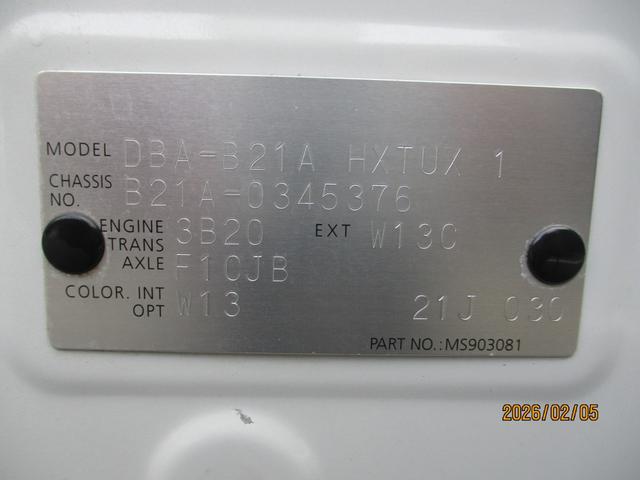 MODEL DBA-B21A HXTUX 1
CHASSIS NO. B21A-0345376
ENGINE 3B20 EXT W13C
TRANS AXLE F1CJB
COLOR. INT W13
OPT 21J 030
PART NO.:MS903081
2026/02/05